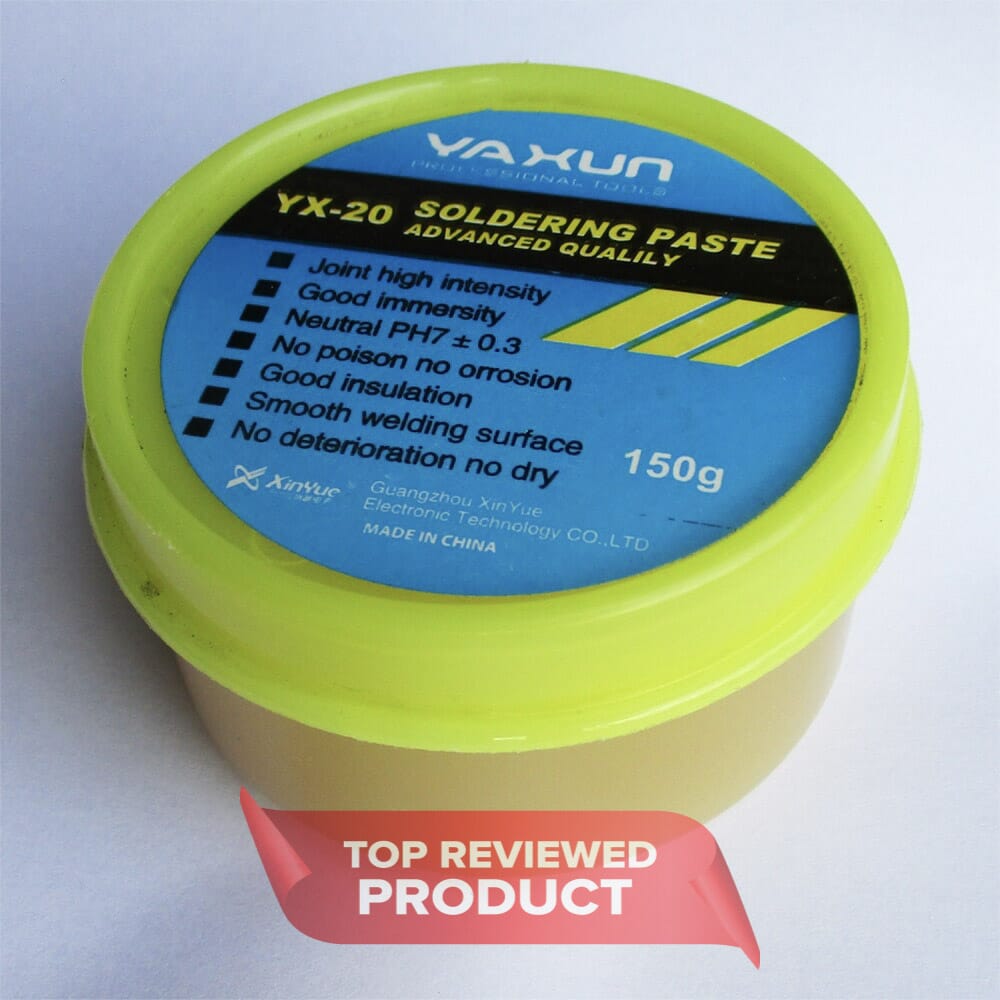 YAXUN
PROFESSIONAL TOOLS
YX-20 SOLDERING PASTE
ADVANCED QUALILY
Joint high intensity
Good immersity
Neutral PH7 ± 0.3
No poison no orrosion
Good insulation
Smooth welding surface
No deterioration no dry
150g
XinYue
Guangzhou XinYue
Electronic Technology CO.,LTD
MADE IN CHINA
TOP REVIEWED
PRODUCT